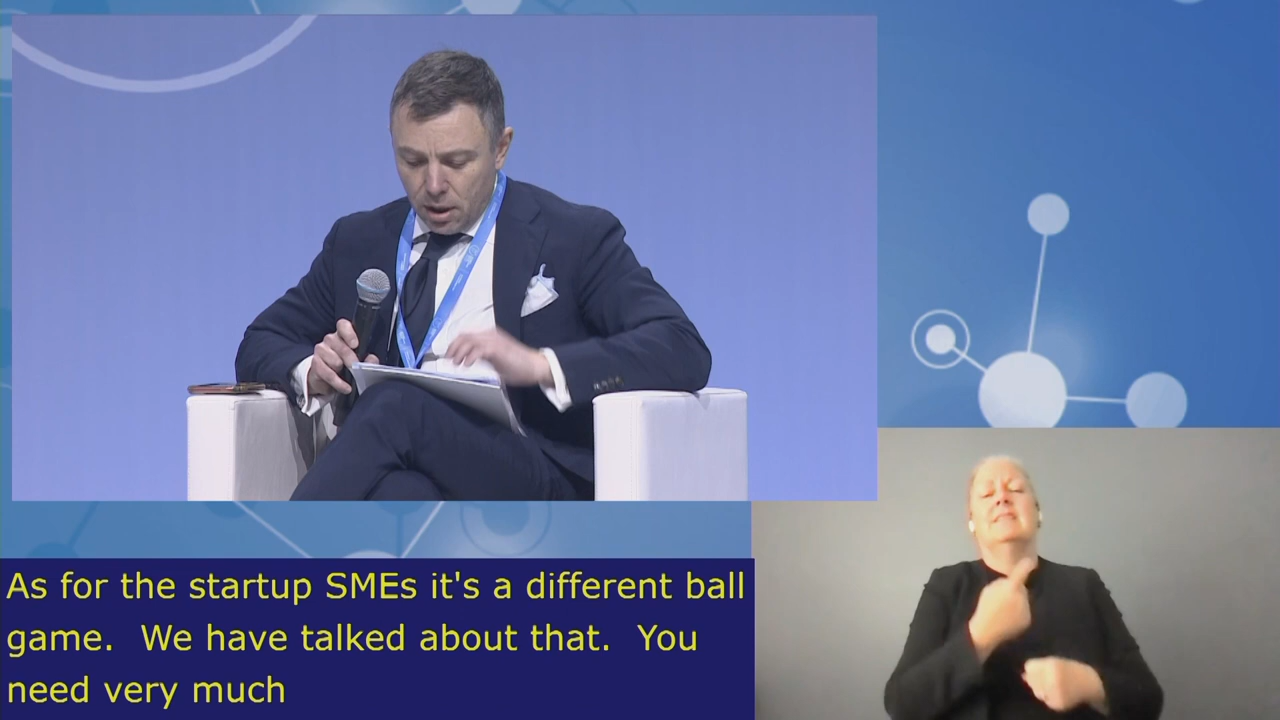 As for the startup SMEs it's a different ball
game.  We have talked about that.  You
need very much